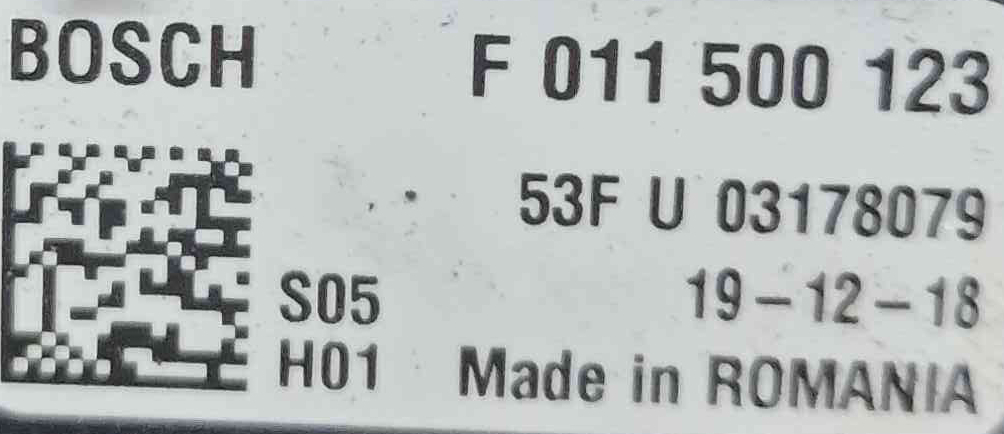 BOSCH F 011 500 123
53F U 03178079
S05 19-12-18
H01 Made in ROMANIA